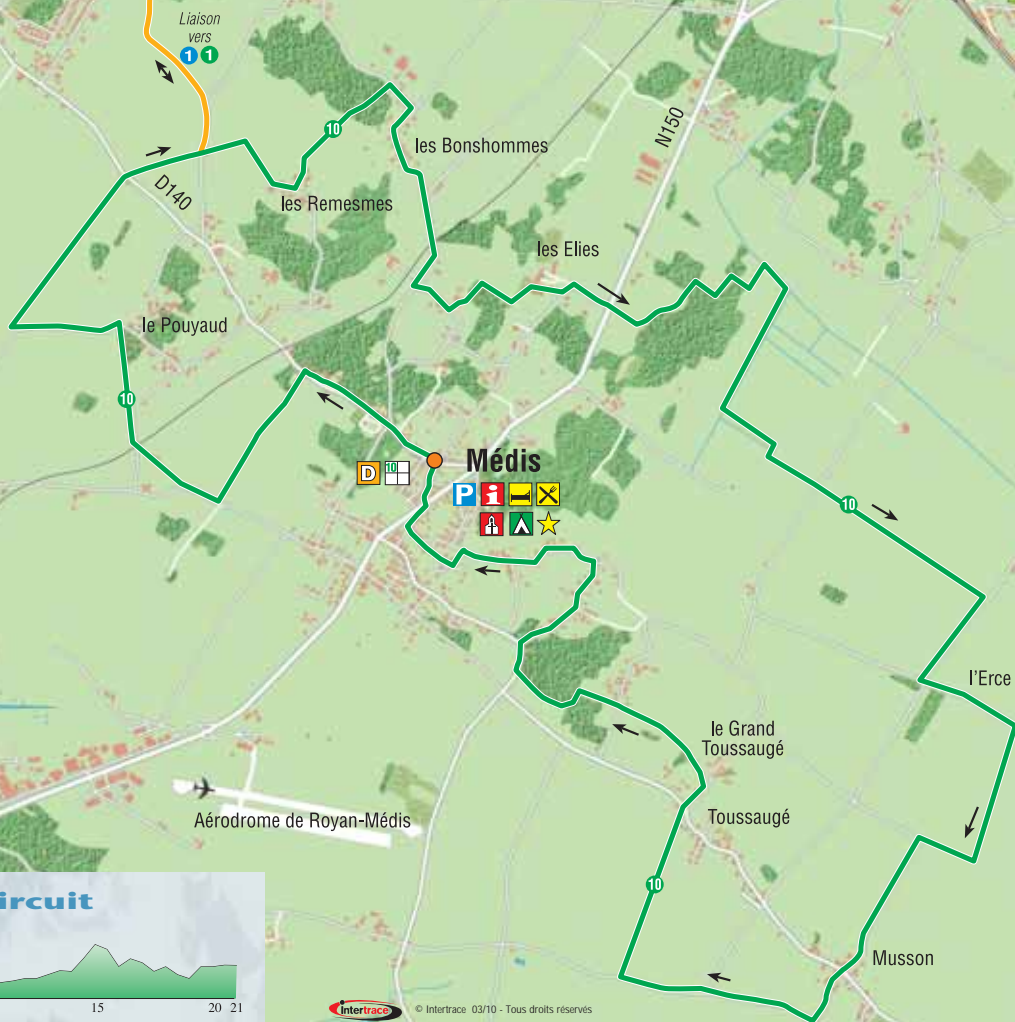 Liaison
vers
1 1
N150
10
les Bonshommes
D140
les Remesmes
les Elies
le Pouyaud
10
Médis
D 10
P i
10
l'Erce
le Grand
Toussaugé
Toussaugé
Aérodrome de Royan-Médis
10
ircuit
Musson
15 20 21
Intertrace © Intertrace 03/10 - Tous droits réservés